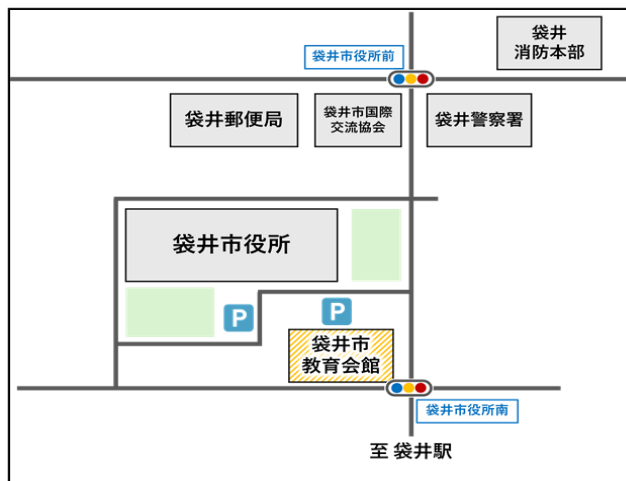 袋井
消防本部
袋井市役所前
袋井郵便局
袋井市国際
交流協会
袋井警察署
袋井市役所
P
P
袋井市
教育会館
袋井市役所南
至 袋井駅